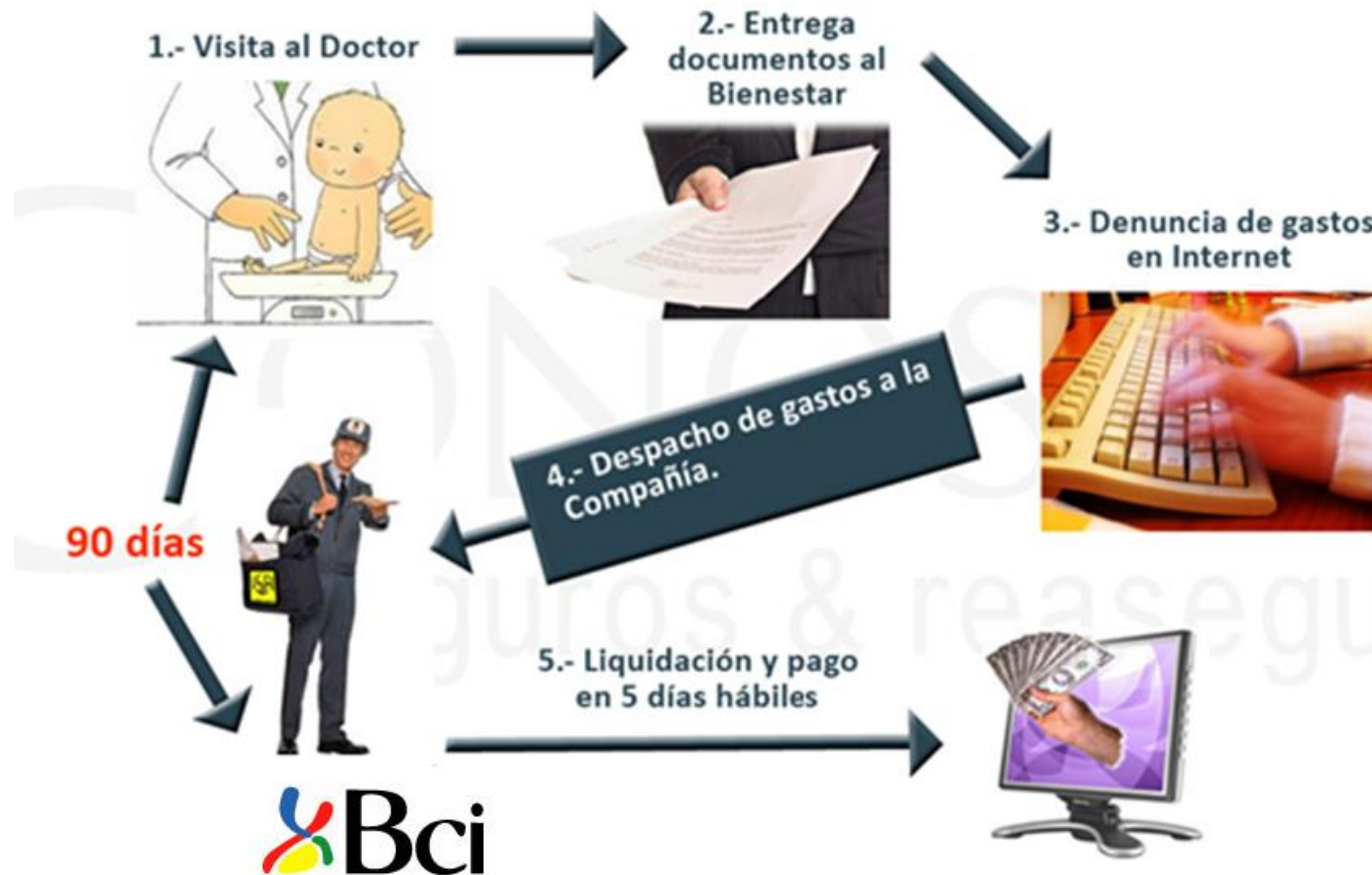 1.- Visita al Doctor
2.- Entrega
documentos al
Bienestar
3.- Denuncia de gastos
en Internet
4.- Despacho de gastos a la
Compañía.
90 días
5.- Liquidación y pago
en 5 días hábiles
Bci